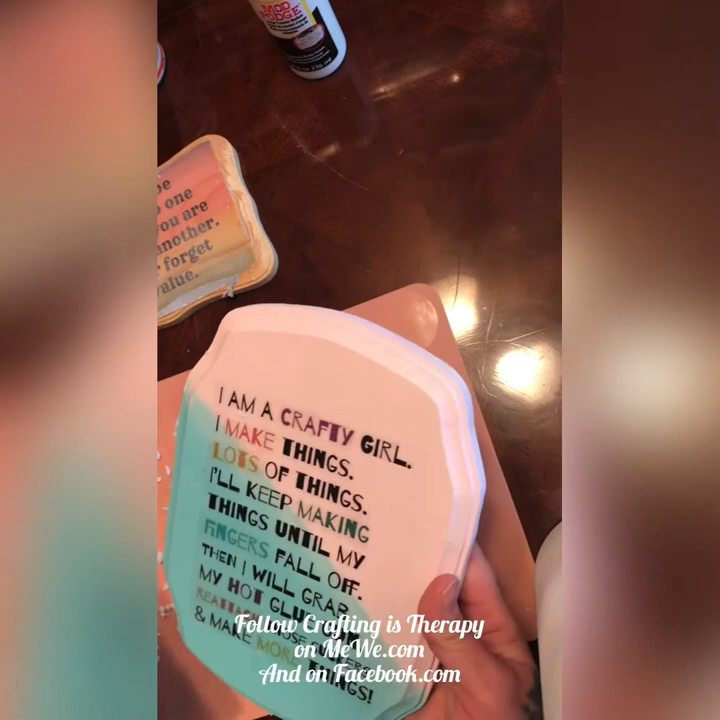 MOD
PODGE
be
one
you are
another.
forget
value.
I AM A CRAFTY GIRL.
I MAKE THINGS.
LOTS OF THINGS.
I'LL KEEP MAKING
THINGS UNTIL MY
FINGERS FALL OFF.
THEN I WILL GRAB
MY HOT GLUE
REATTACH THOSE
& MAKE MORE THINGS!
Follow Crafting is Therapy
on MeWe.com
And on Facebook.com